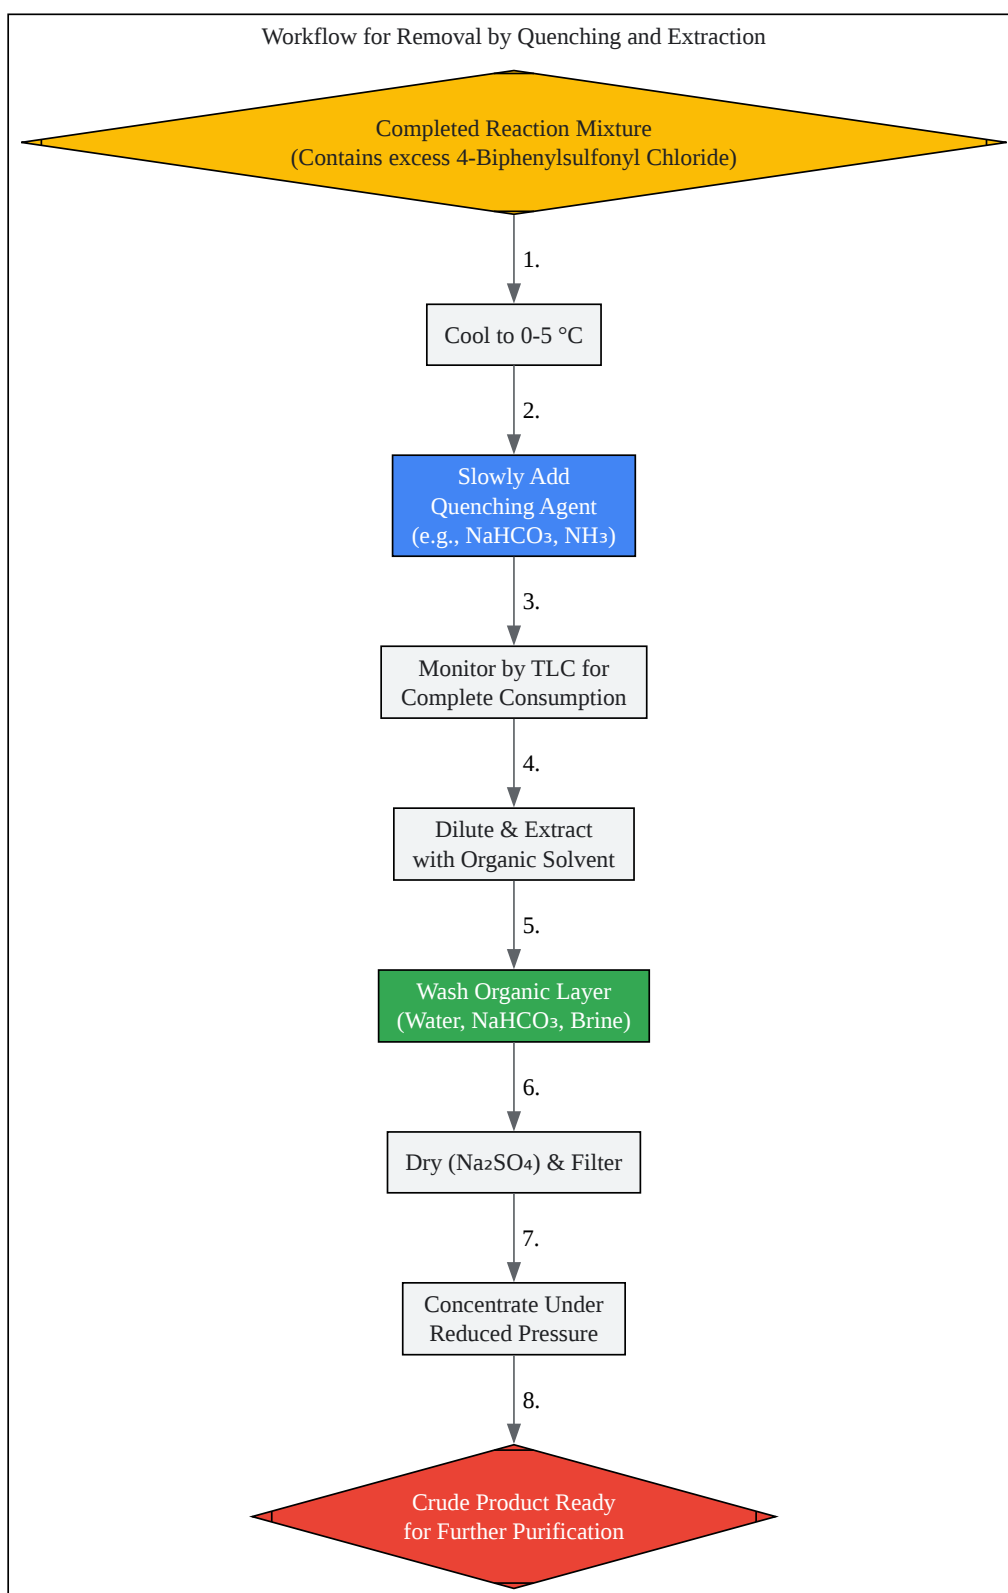 Workflow for Removal by Quenching and Extraction
Completed Reaction Mixture
(Contains excess 4-Biphenylsulfonyl Chloride)
1.
Cool to 0-5 °C
2.
Slowly Add
Quenching Agent
(e.g., NaHCO₃, NH₃)
3.
Monitor by TLC for
Complete Consumption
4.
Dilute & Extract
with Organic Solvent
5.
Wash Organic Layer
(Water, NaHCO₃, Brine)
6.
Dry (Na₂SO₄) & Filter
7.
Concentrate Under
Reduced Pressure
8.
Crude Product Ready
for Further Purification